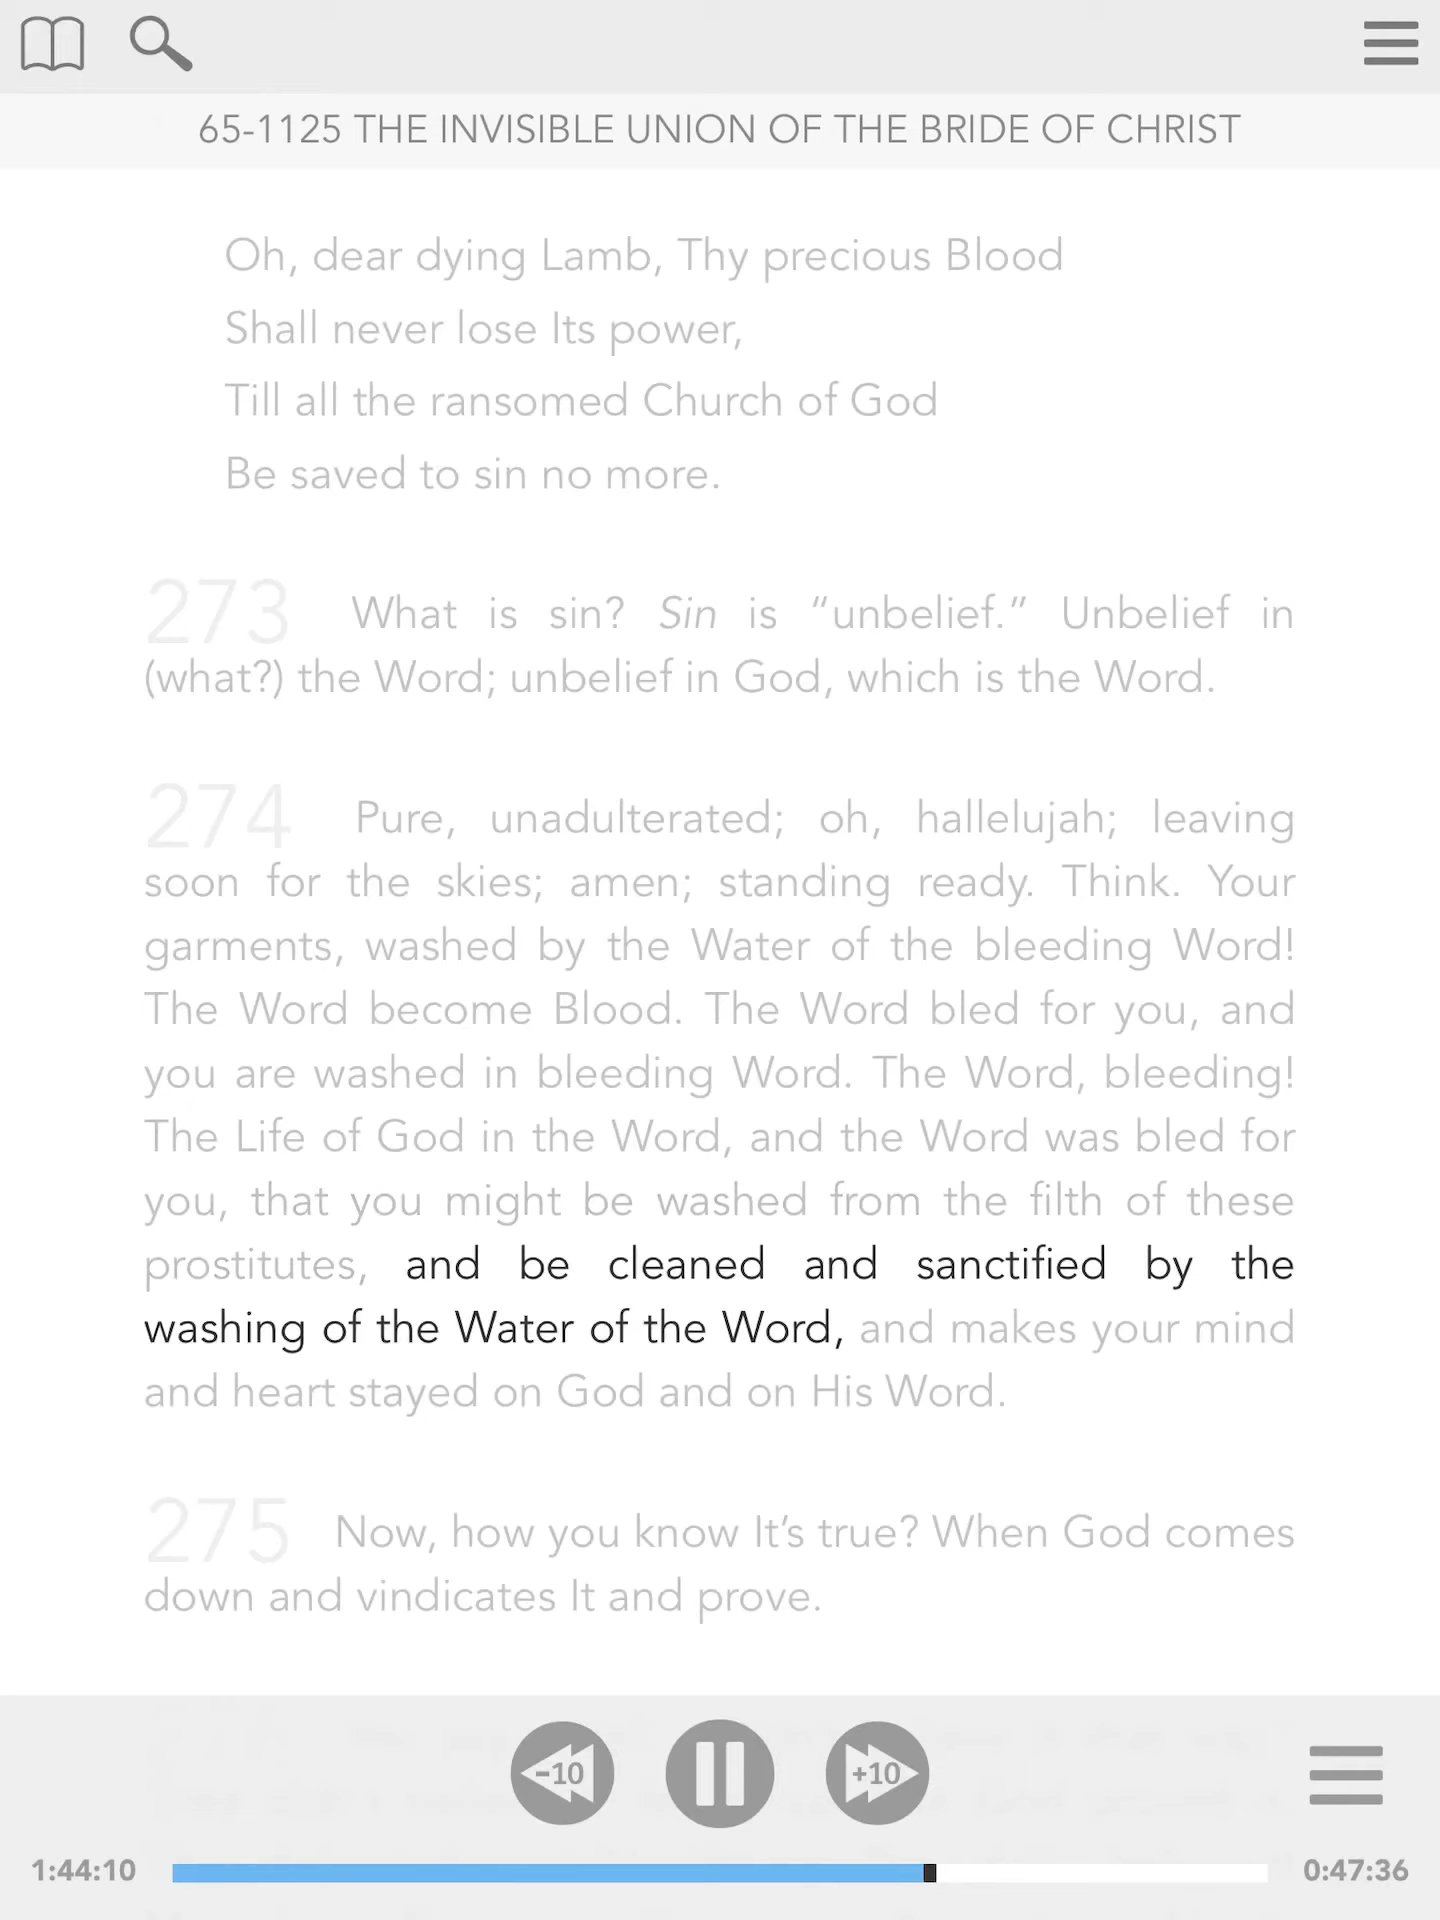 65-1125 THE INVISIBLE UNION OF THE BRIDE OF CHRIST
Oh, dear dying Lamb, Thy precious Blood
Shall never lose Its power,
Till all the ransomed Church of God
Be saved to sin no more.
273 What is sin? Sin is “unbelief.” Unbelief in
(what?) the Word; unbelief in God, which is the Word.
274 Pure, unadulterated; oh, hallelujah; leaving
soon for the skies; amen; standing ready. Think. Your
garments, washed by the Water of the bleeding Word!
The Word become Blood. The Word bled for you, and
you are washed in bleeding Word. The Word, bleeding!
The Life of God in the Word, and the Word was bled for
you, that you might be washed from the filth of these
prostitutes, and be cleaned and sanctified by the
washing of the Water of the Word, and makes your mind
and heart stayed on God and on His Word.
275 Now, how you know It’s true? When God comes
down and vindicates It and prove.
-10 +10
1:44:10 0:47:36